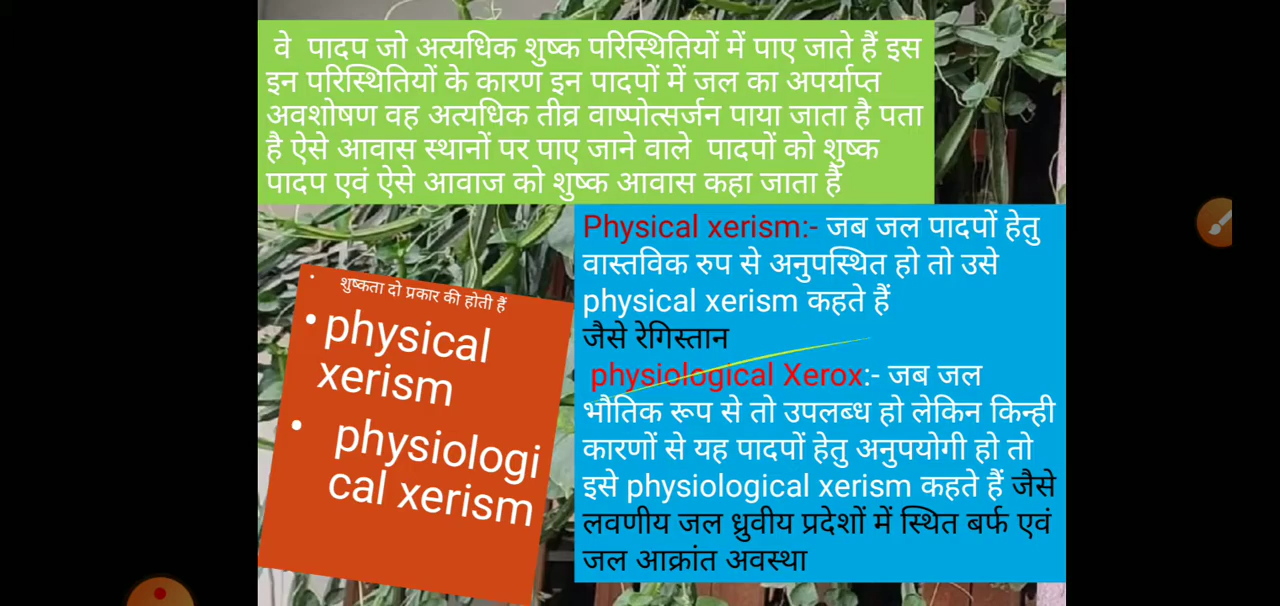 वे पादप जो अत्यधिक शुष्क परिस्थितियों में पाए जाते हैं इस
इन परिस्थितियों के कारण इन पादपों में जल का अपर्याप्त
अवशोषण वह अत्यधिक तीव्र वाष्पोत्सर्जन पाया जाता है पता
है ऐसे आवास स्थानों पर पाए जाने वाले पादपों को शुष्क
पादप एवं ऐसे आवाज को शुष्क आवास कहा जाता है
• शुष्कता दो प्रकार की होती हैं
• physical
xerism
• physiologi
cal xerism
Physical xerism:- जब जल पादपों हेतु
वास्तविक रुप से अनुपस्थित हो तो उसे
physical xerism कहते हैं
जैसे रेगिस्तान
physiological Xerox:- जब जल
भौतिक रूप से तो उपलब्ध हो लेकिन किन्ही
कारणों से यह पादपों हेतु अनुपयोगी हो तो
इसे physiological xerism कहते हैं जैसे
लवणीय जल ध्रुवीय प्रदेशों में स्थित बर्फ एवं
जल आक्रांत अवस्था